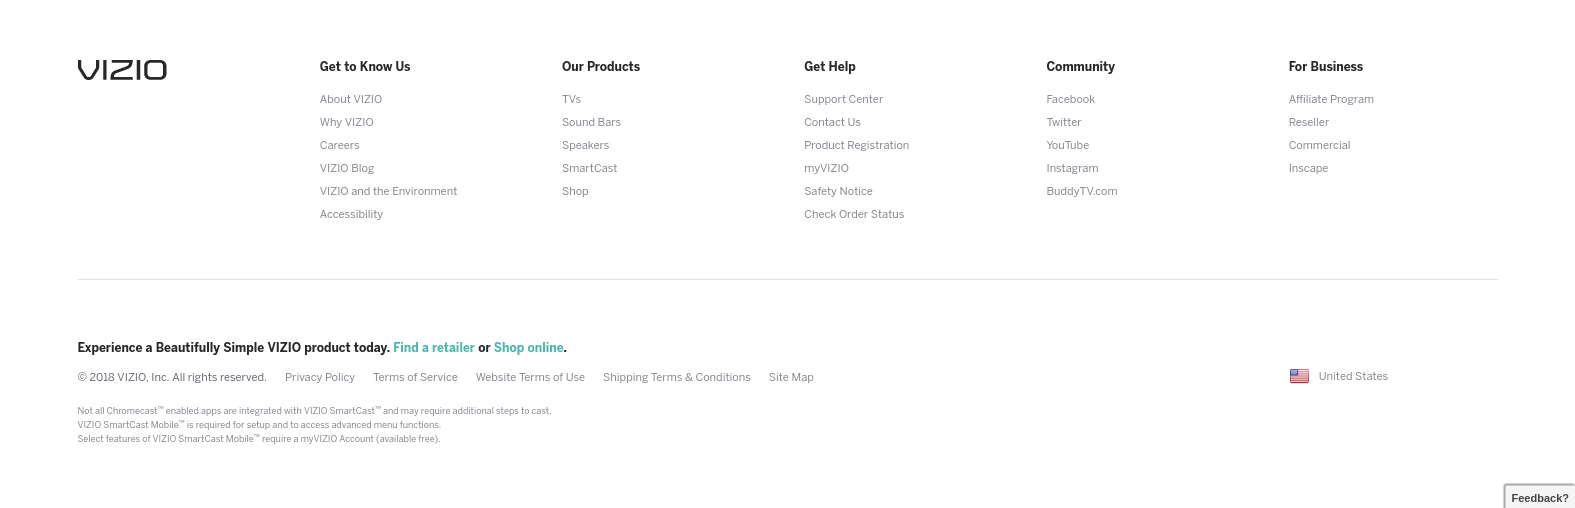 VIZIO
Get to Know Us
About VIZIO
Why VIZIO
Careers
VIZIO Blog
VIZIO and the Environment
Accessibility
Our Products
TVs
Sound Bars
Speakers
SmartCast
Shop
Get Help
Support Center
Contact Us
Product Registration
myVIZIO
Safety Notice
Check Order Status
Community
Facebook
Twitter
YouTube
Instagram
BuddyTV.com
For Business
Affiliate Program
Reseller
Commercial
Inscape
Experience a Beautifully Simple VIZIO product today. Find a retailer or Shop online.
© 2018 VIZIO, Inc. All rights reserved. Privacy Policy Terms of Service Website Terms of Use Shipping Terms & Conditions Site Map
United States
Not all Chromecast™ enabled apps are integrated with VIZIO SmartCast™ and may require additional steps to cast.
VIZIO SmartCast Mobile™ is required for setup and to access advanced menu functions.
Select features of VIZIO SmartCast Mobile™ require a myVIZIO Account (available free).
Feedback?